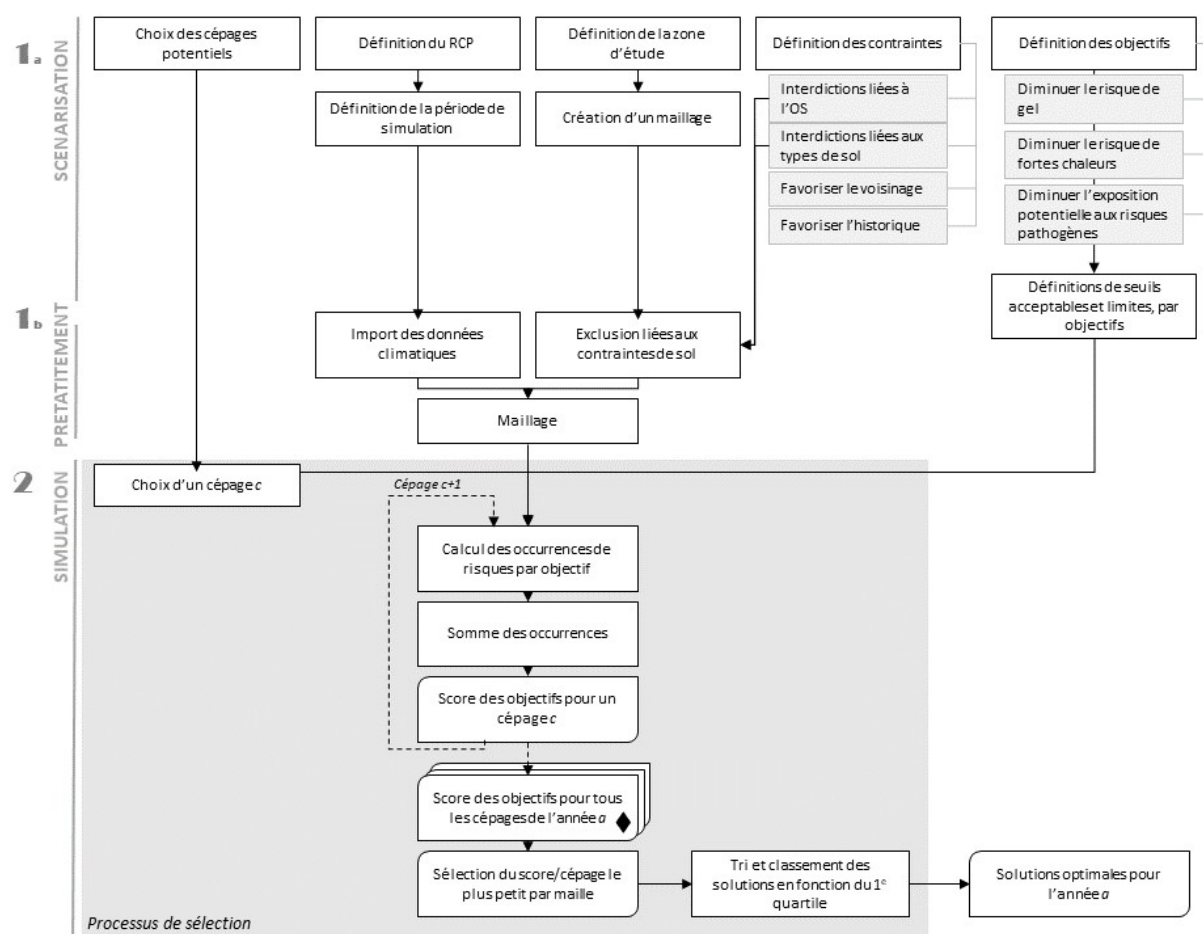 1a
SCENARISATION
Choix des cépages
potentiels
Définition du RCP
Définition de la zone
d'étude
Définition des contraintes
Définition des objectifs
Définition de la période de
simulation
Création d'un maillage
Interdictions liées à
l'OS
Interdictions liées aux
types de sol
Favoriser le voisinage
Favoriser l'historique
Diminuer le risque de
gel
Diminuer le risque de
fortes chaleurs
Diminuer l'exposition
potentielle aux risques
pathogènes
Définitions de seuils
acceptables et limites, par
objectifs
1b
PRETATITEMENT
Import des données
climatiques
Exclusion liées aux
contraintes de sol
Maillage
2
SIMULATION
Choix d'un cépage c
Cépage c+1
Calcul des occurrences de
risques par objectif
Somme des occurrences
Score des objectifs pour un
cépage c
Score des objectifs pour tous
les cépages de l'année a
Sélection du score/cépage le
plus petit par maille
Tri et classement des
solutions en fonction du 1e
quartile
Solutions optimales pour
l'année a
Processus de sélection